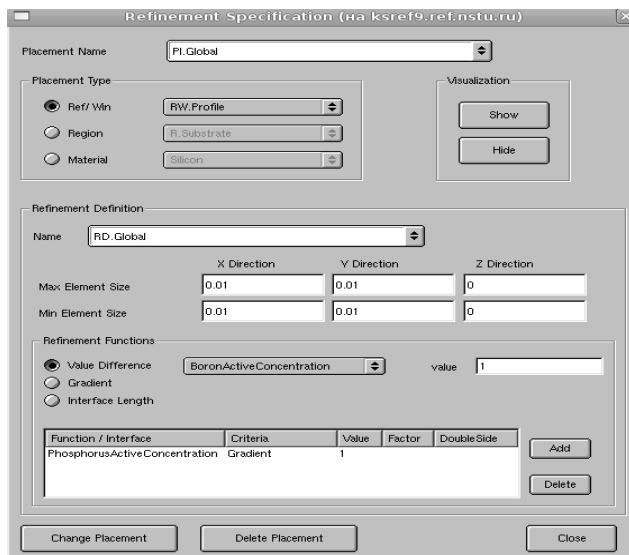 Refinement Specification (на ksref9.ref.nstu.ru)
Placement Name PI.Global
Placement Type
Ref/Win RW.Profile
Region R.Substrate
Material Silicon
Visualization
Show
Hide
Refinement Definition
Name RD.Global
X Direction Y Direction Z Direction
Max Element Size 0.01 0.01 0
Min Element Size 0.01 0.01 0
Refinement Functions
Value Difference BoronActiveConcentration value 1
Gradient
Interface Length
Function / Interface Criteria Value Factor DoubleSide
PhosphorusActiveConcentration Gradient 1
Add
Delete
Change Placement Delete Placement Close